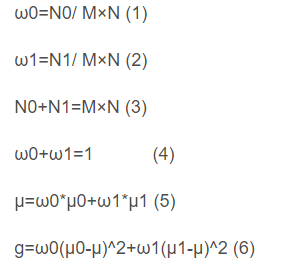 ω0=N0/ M×N (1)
ω1=N1/ M×N (2)
N0+N1=M×N (3)
ω0+ω1=1 (4)
μ=ω0*μ0+ω1*μ1 (5)
g=ω0(μ0-μ)^2+ω1(μ1-μ)^2 (6)